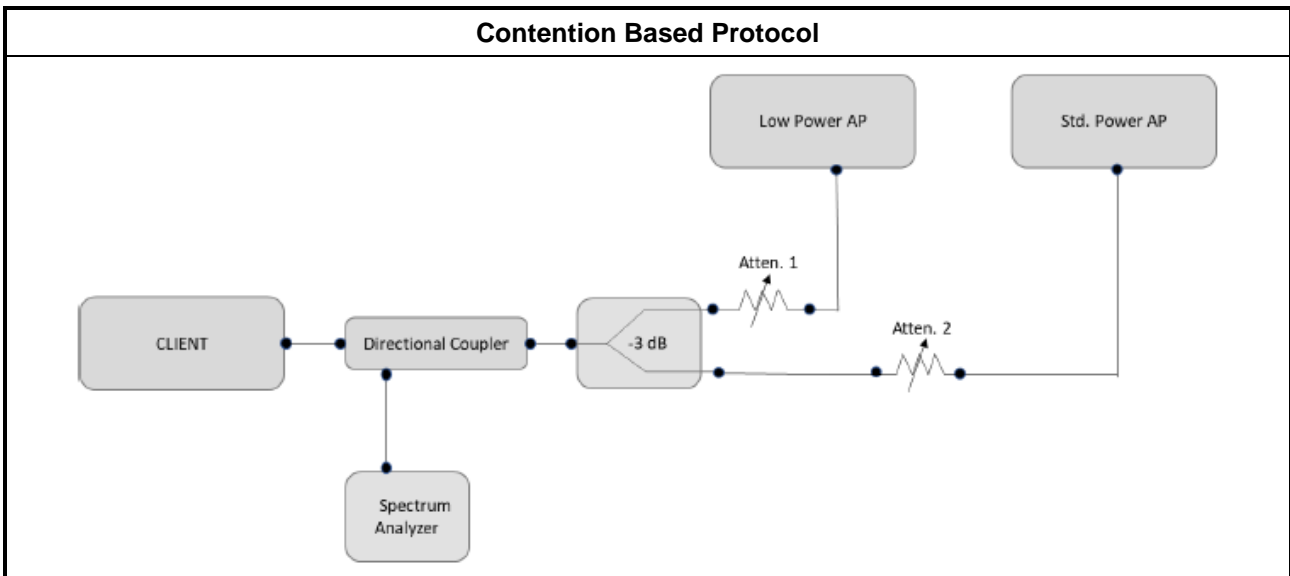 Contention Based Protocol
Low Power AP
Std. Power AP
Atten. 1
Atten. 2
CLIENT
Directional Coupler
-3 dB
Spectrum
Analyzer